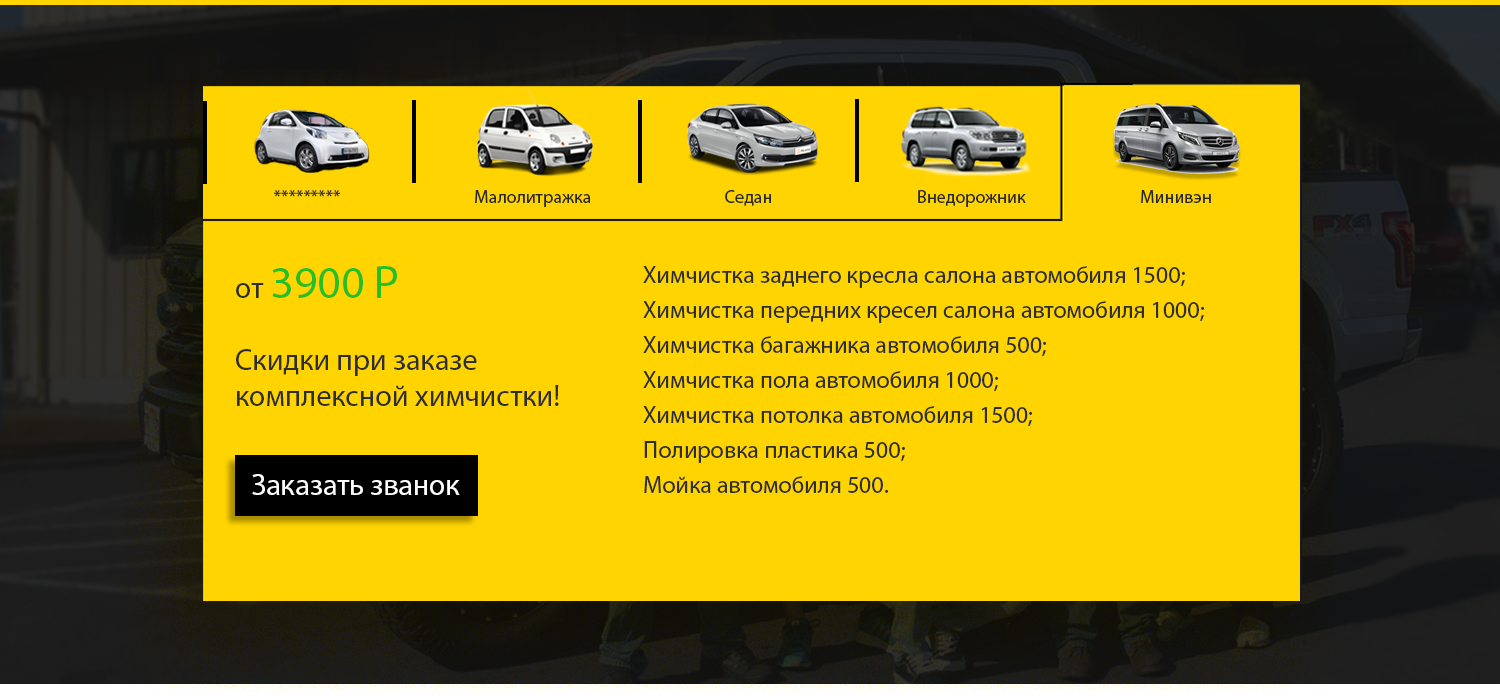 *********
Малолитражка
Седан
Внедорожник
Минивэн
от 3900 Р
Скидки при заказе
комплексной химчистки!
Заказать званок
Химчистка заднего кресла салона автомобиля 1500;
Химчистка передних кресел салона автомобиля 1000;
Химчистка багажника автомобиля 500;
Химчистка пола автомобиля 1000;
Химчистка потолка автомобиля 1500;
Полировка пластика 500;
Мойка автомобиля 500.
FX4